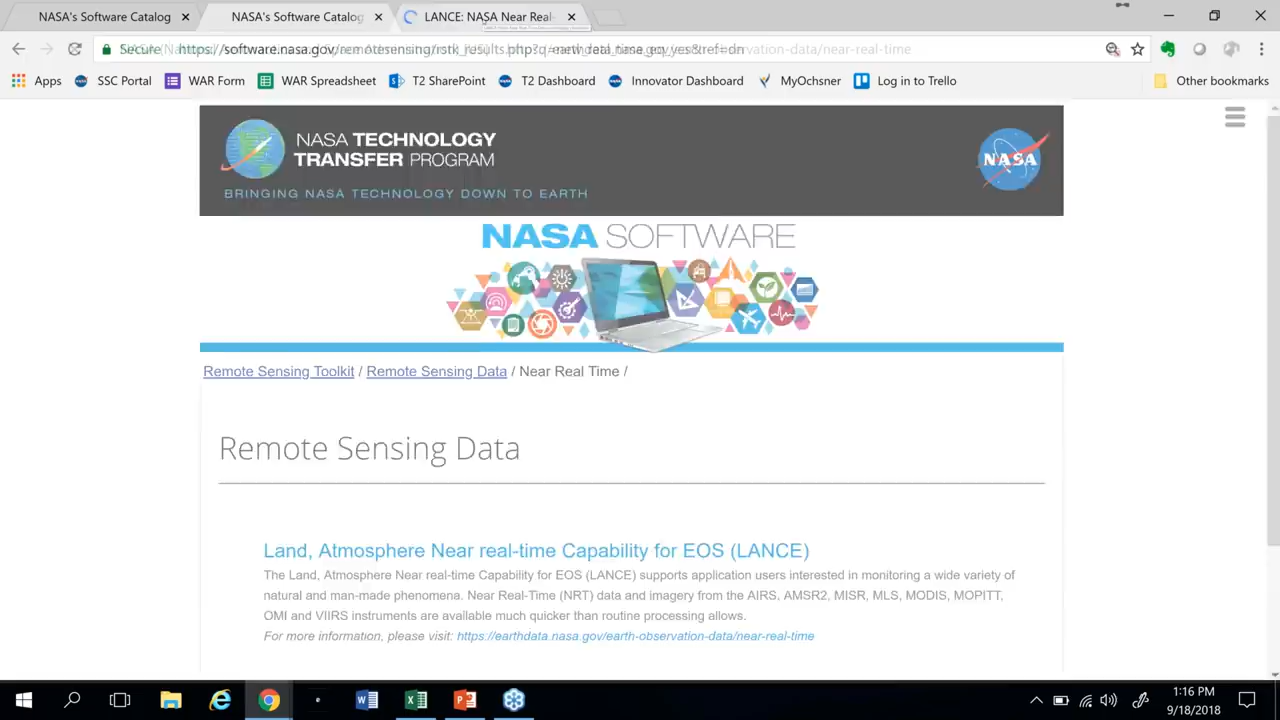 NASA's Software Catalog
NASA's Software Catalog
LANCE: NASA Near Real-
Apps
SSC Portal
WAR Form
WAR Spreadsheet
T2 SharePoint
T2 Dashboard
Innovator Dashboard
MyOchsner
Log in to Trello
Other bookmarks
NASA TECHNOLOGY
TRANSFER PROGRAM
BRINGING NASA TECHNOLOGY DOWN TO EARTH
NASA
NASA SOFTWARE
Remote Sensing Toolkit / Remote Sensing Data / Near Real Time /
Remote Sensing Data
Land, Atmosphere Near real-time Capability for EOS (LANCE)
The Land, Atmosphere Near real-time Capability for EOS (LANCE) supports application users interested in monitoring a wide variety of
natural and man-made phenomena. Near Real-Time (NRT) data and imagery from the AIRS, AMSR2, MISR, MLS, MODIS, MOPITT,
OMI and VIIRS instruments are available much quicker than routine processing allows.
For more information, please visit: https://earthdata.nasa.gov/earth-observation-data/near-real-time
1:16 PM
9/18/2018